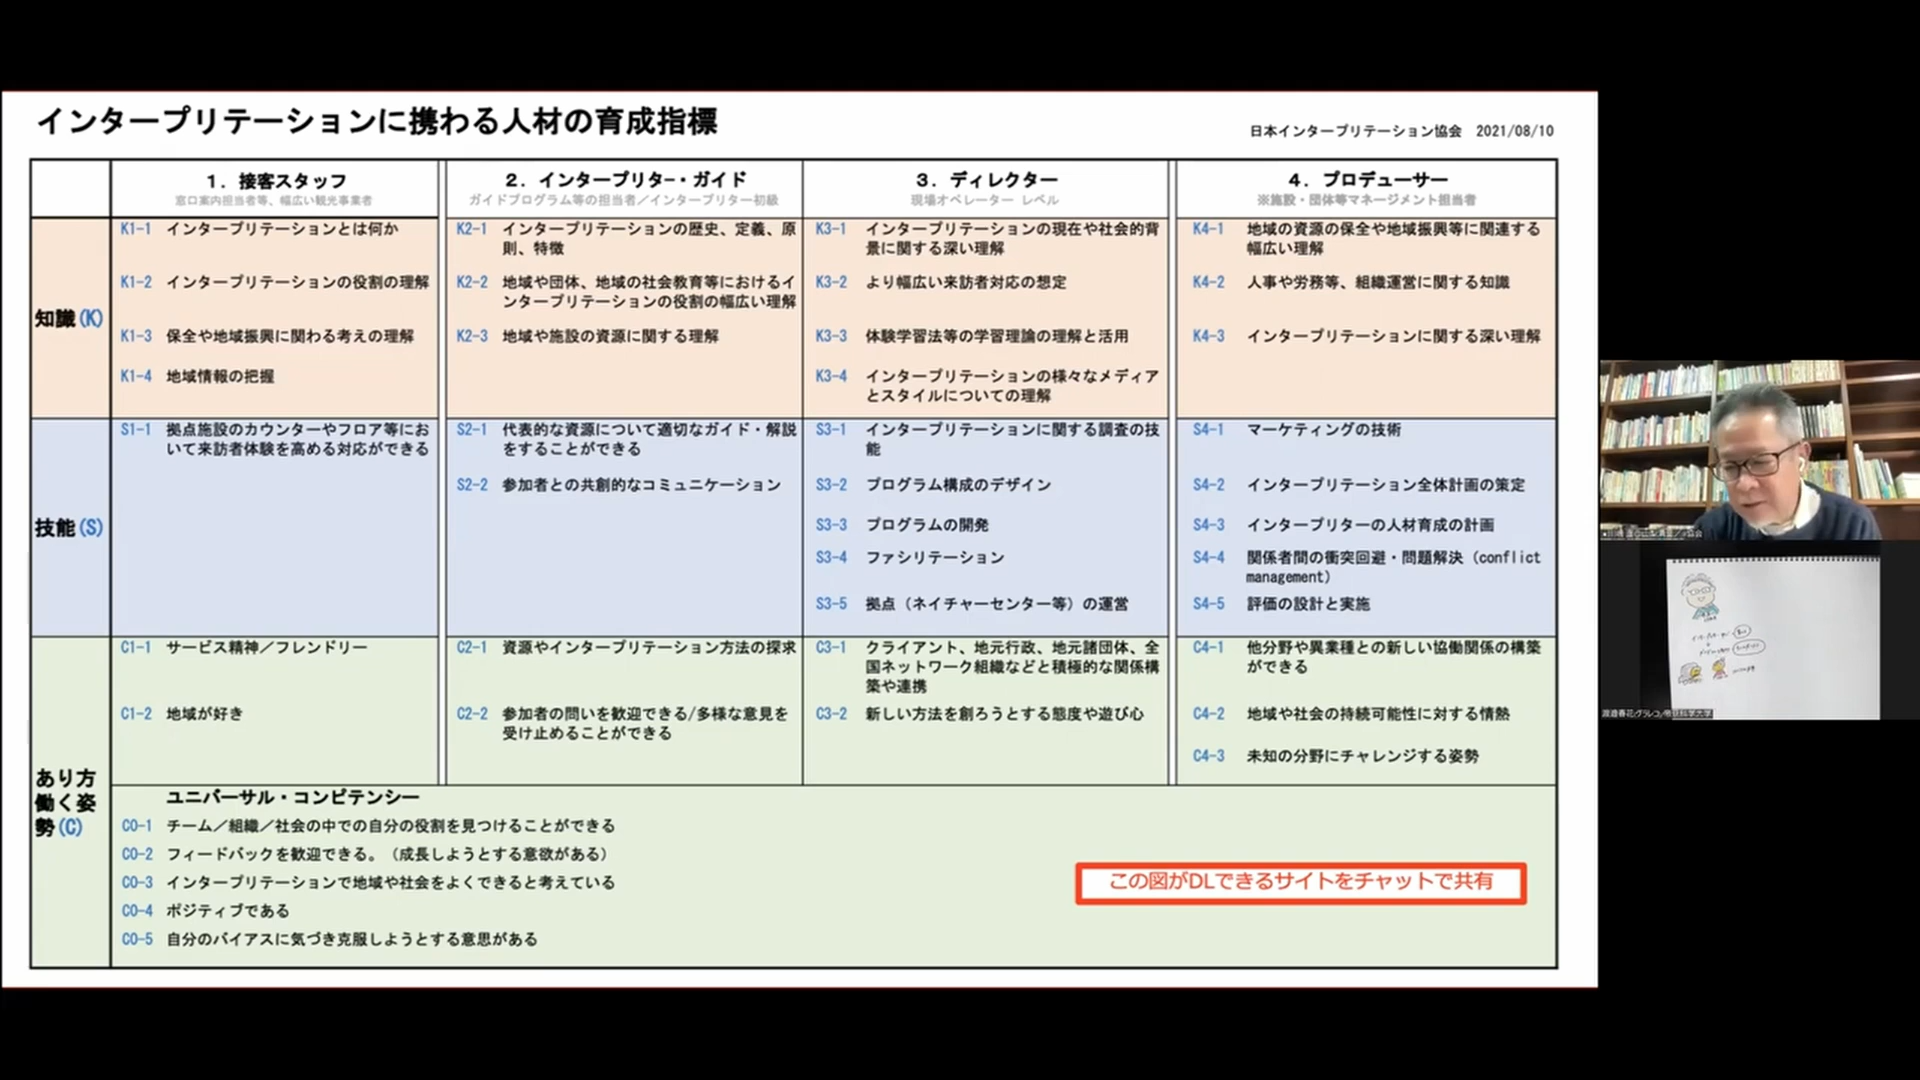 インタープリテーションに携わる人材の育成指標
日本インタープリテーション協会 2021/08/10
1. 接客スタッフ
窓口案内担当者等、幅広い観光事業者
2. インタープリター・ガイド
ガイドプログラム等の担当者／インタープリター初級
3. ディレクター
現場オペレーター レベル
4. プロデューサー
※施設・団体等マネージメント担当者
知識(K)
K1-1 インタープリテーションとは何か
K1-2 インタープリテーションの役割の理解
K1-3 保全や地域振興に関わる考えの理解
K1-4 地域情報の把握
K2-1 インタープリテーションの歴史、定義、原
則、特徴
K2-2 地域や団体、地域の社会教育等におけるイ
ンタープリテーションの役割の幅広い理解
K2-3 地域や施設の資源に関する理解
K3-1 インタープリテーションの現在や社会的背
景に関する深い理解
K3-2 より幅広い来訪者対応の想定
K3-3 体験学習法等の学習理論の理解と活用
K3-4 インタープリテーションの様々なメディア
とスタイルについての理解
K4-1 地域の資源の保全や地域振興等に関連する
幅広い理解
K4-2 人事や労務等、組織運営に関する知識
K4-3 インタープリテーションに関する深い理解
技能(S)
S1-1 拠点施設のカウンターやフロア等にお
いて来訪者体験を高める対応ができる
S2-1 代表的な資源について適切なガイド・解説
をすることができる
S2-2 参加者との共創的なコミュニケーション
S3-1 インタープリテーションに関する調査の技
能
S3-2 プログラム構成のデザイン
S3-3 プログラムの開発
S3-4 ファシリテーション
S3-5 拠点（ネイチャーセンター等）の運営
S4-1 マーケティングの技術
S4-2 インタープリテーション全体計画の策定
S4-3 インタープリターの人材育成の計画
S4-4 関係者間の衝突回避・問題解決（conflict
management）
S4-5 評価の設計と実施
あり方
働く姿
勢(C)
C1-1 サービス精神／フレンドリー
C1-2 地域が好き
C2-1 資源やインタープリテーション方法の探求
C2-2 参加者の問いを歓迎できる/多様な意見を
受け止めることができる
C3-1 クライアント、地元行政、地元諸団体、全
国ネットワーク組織などと積極的な関係構
築や連携
C3-2 新しい方法を創ろうとする態度や遊び心
C4-1 他分野や異業種との新しい協働関係の構築
ができる
C4-2 地域や社会の持続可能性に対する情熱
C4-3 未知の分野にチャレンジする姿勢
ユニバーサル・コンピテンシー
C0-1 チーム／組織／社会の中での自分の役割を見つけることができる
C0-2 フィードバックを歓迎できる。（成長しようとする意欲がある）
C0-3 インタープリテーションで地域や社会をよくできると考えている
C0-4 ポジティブである
C0-5 自分のバイアスに気づき克服しようとする意思がある
この図がDLできるサイトをチャットで共有